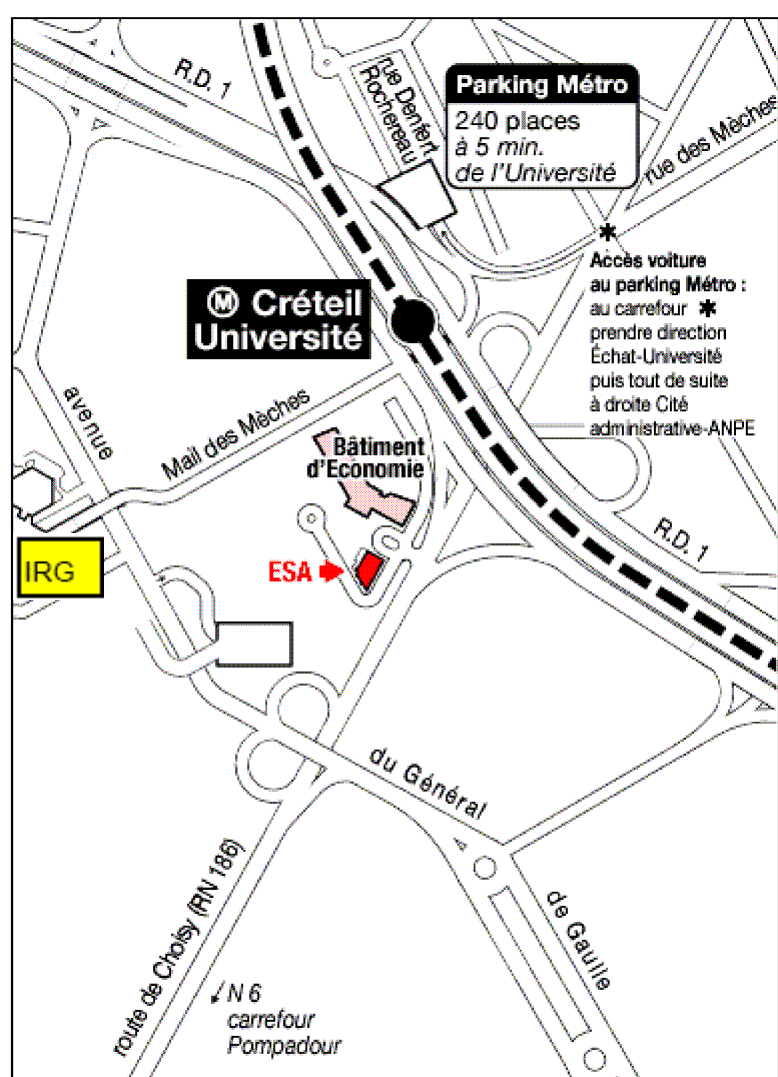 R.D. 1
rue Denfert
Rochereau
Parking Métro
240 places
à 5 min.
de l'Université
rue des Mèches
✱
Accès voiture
au parking Métro :
au carrefour ✱
prendre direction
Échat-Université
puis tout de suite
à droite Cité
administrative-ANPE
M Créteil
Université
avenue
Mail des Mèches
Bâtiment
d'Economie
R.D. 1
IRG
ESA
du Général
de Gaulle
route de Choisy (RN 186)
N 6
carrefour
Pompadour